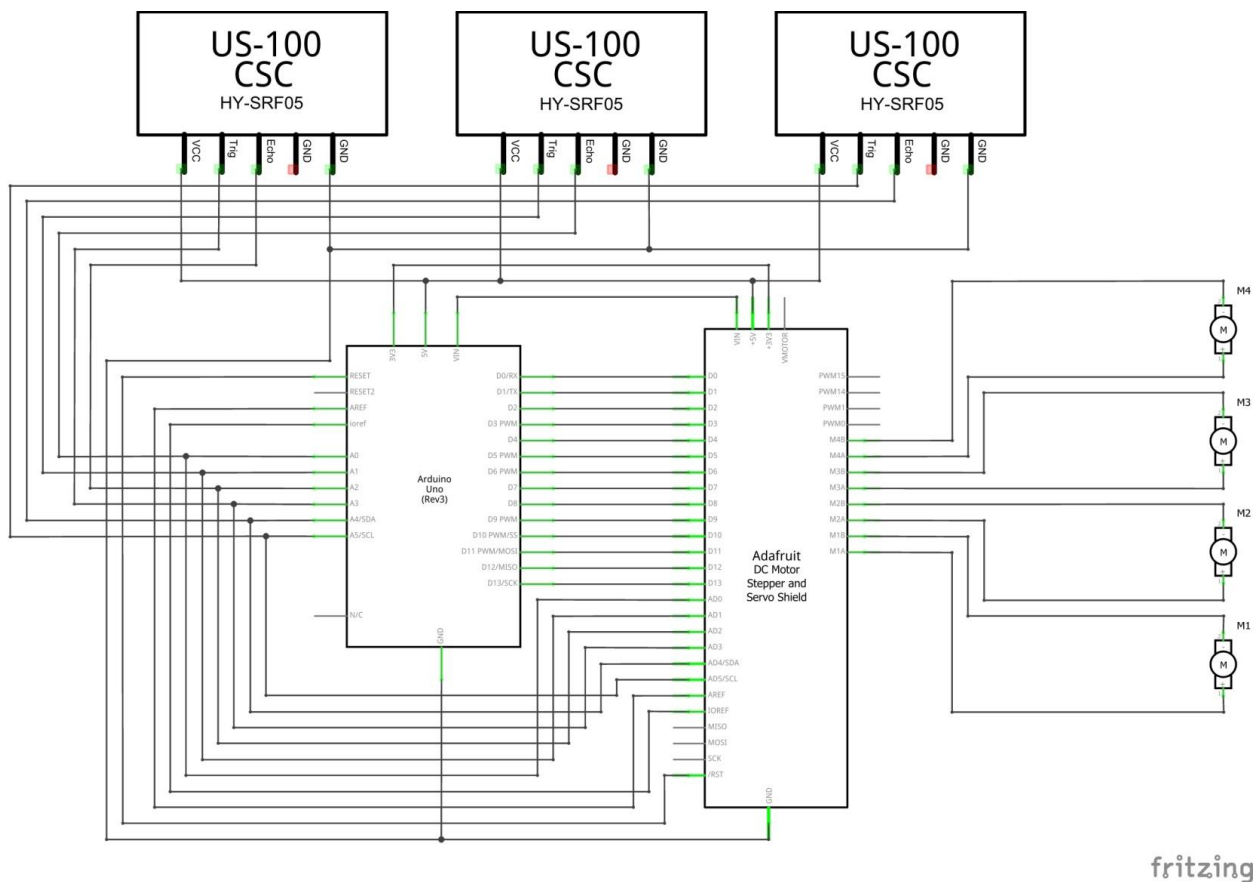 US-100
CSC
HY-SRF05
VCC
Trig
Echo
GND
GND
US-100
CSC
HY-SRF05
VCC
Trig
Echo
GND
GND
US-100
CSC
HY-SRF05
VCC
Trig
Echo
GND
GND
3V3
5V
VIN
RESET
RESET2
AREF
ioref
A0
A1
A2
A3
A4/SDA
A5/SCL
N/C
Arduino
Uno
(Rev3)
D0/RX
D1/TX
D2
D3 PWM
D4
D5 PWM
D6 PWM
D7
D8
D9 PWM
D10 PWM/SS
D11 PWM/MOSI
D12/MISO
D13/SCK
GND
VIN
+5V
+3V3
VMOTOR
D0
D1
D2
D3
D4
D5
D6
D7
D8
D9
D10
D11
D12
D13
AD0
AD1
AD2
AD3
AD4/SDA
AD5/SCL
AREF
IOREF
MISO
MOSI
SCK
/RST
Adafruit
DC Motor
Stepper and
Servo Shield
PWM15
PWM14
PWM1
PWM0
M4B
M4A
M3B
M3A
M2B
M2A
M1B
M1A
GND
M4
M
M3
M
M2
M
M1
M
fritzing